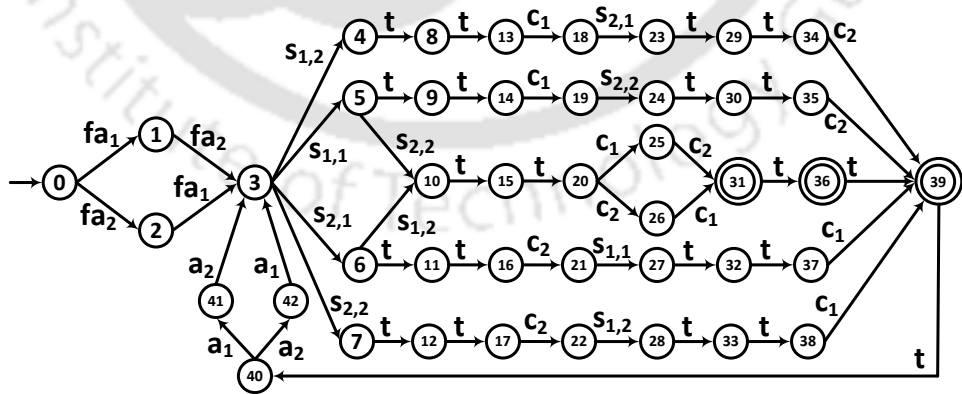 4 t 8 t 13 c1 18 s2,1 23 t 29 t 34 c2
s1,2
5 t 9 t 14 c1 19 s2,2 24 t 30 t 35 c2
fa1 1 fa2
s1,1 s2,2
c1 25 c2
0 3 10 t 15 t 20 31 t 36 t 39
fa2 2 fa1
s2,1 s1,2
c2 26 c1
6 t 11 t 16 c2 21 s1,1 27 t 32 t 37 c1
a2 a1
s2,2
41 42
7 t 12 t 17 c2 22 s1,2 28 t 33 t 38 c1
a1 a2
40 t
Institute of Technology